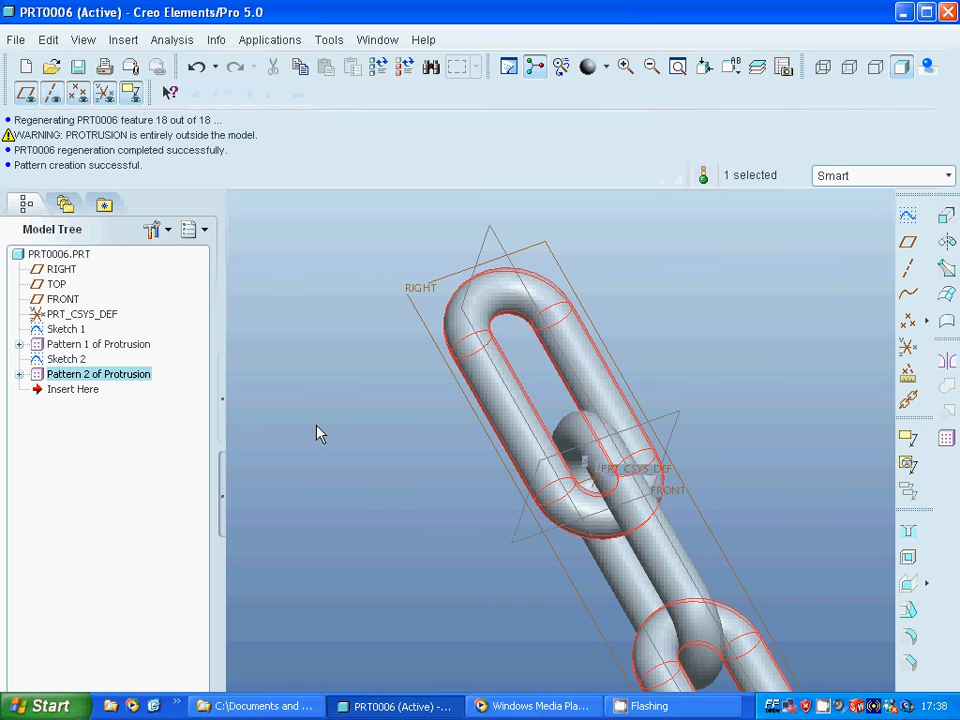 PRT0006 (Active) - Creo Elements/Pro 5.0
File Edit View Insert Analysis Info Applications Tools Window Help
Regenerating PRT0006 feature 18 out of 18 ...
WARNING: PROTRUSION is entirely outside the model.
PRT0006 regeneration completed successfully.
Pattern creation successful.
1 selected
Smart
Model Tree
PRT0006.PRT
RIGHT
TOP
FRONT
PRT_CSYS_DEF
Sketch 1
Pattern 1 of Protrusion
Sketch 2
Pattern 2 of Protrusion
Insert Here
RIGHT
PRT_CSYS_DEF
FRONT
Start
C:\Documents and ...
PRT0006 (Active) -...
Windows Media Pla...
Flashing
17:38